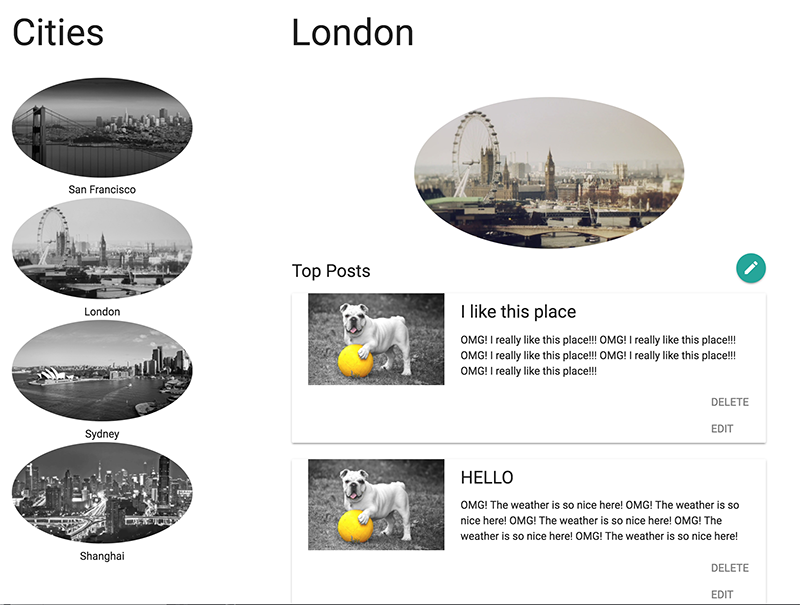 Cities
San Francisco
London
Sydney
Shanghai
London
Top Posts
I like this place
OMG! I really like this place!!! OMG! I really like this place!!!
OMG! I really like this place!!! OMG! I really like this place!!!
OMG! I really like this place!!!
DELETE
EDIT
HELLO
OMG! The weather is so nice here! OMG! The weather is so
nice here! OMG! The weather is so nice here! OMG! The
weather is so nice here! OMG! The weather is so nice here!
DELETE
EDIT